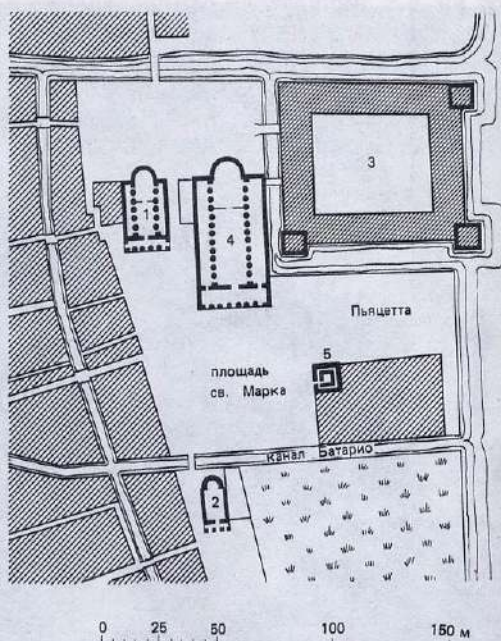 3
1
4
Пьяцетта
5
площадь
св. Марка
канал Батарио
2
0 25 50 100 150 м